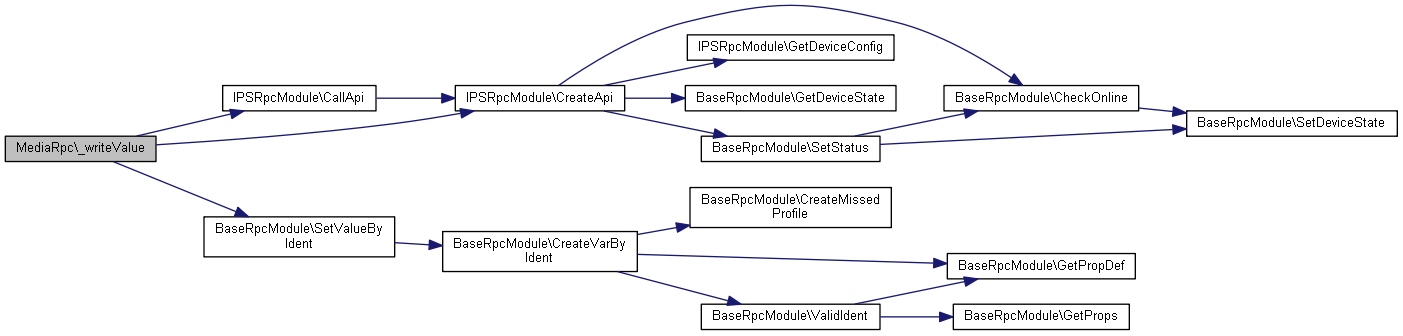 MediaRpc\_writeValue
IPSRpcModule\CallApi
BaseRpcModule\SetValueBy
Ident
IPSRpcModule\CreateApi
BaseRpcModule\CreateVarBy
Ident
IPSRpcModule\GetDeviceConfig
BaseRpcModule\GetDeviceState
BaseRpcModule\SetStatus
BaseRpcModule\CreateMissed
Profile
BaseRpcModule\ValidIdent
BaseRpcModule\CheckOnline
BaseRpcModule\GetPropDef
BaseRpcModule\GetProps
BaseRpcModule\SetDeviceState